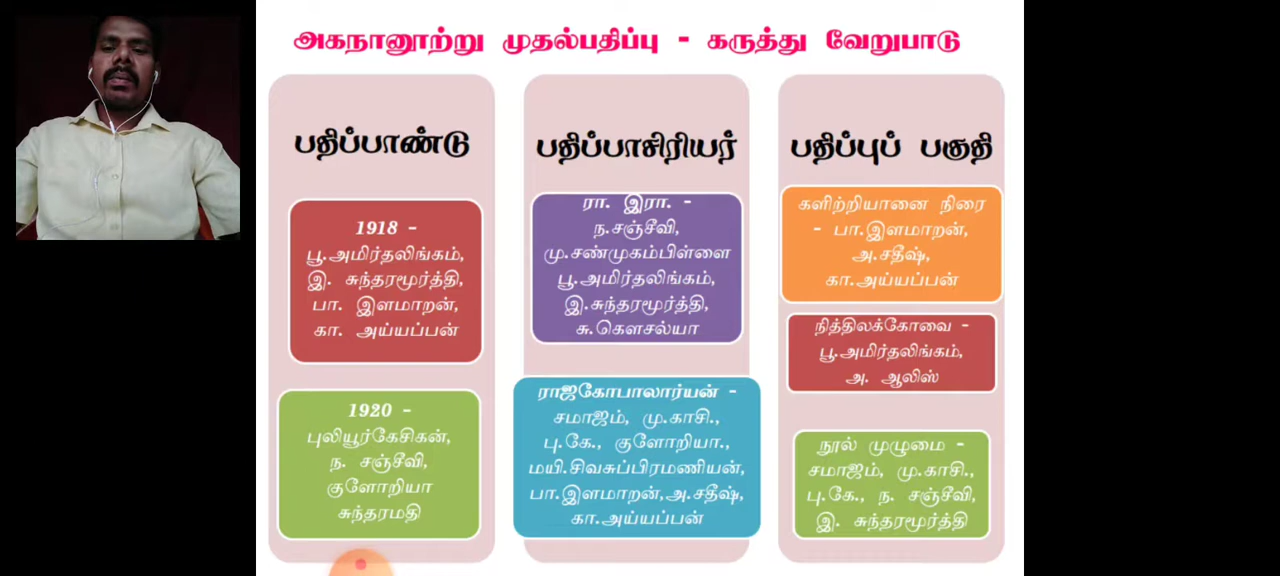 அகநானூற்று முதல்பதிப்பு - கருத்து வேறுபாடு
பதிப்பாண்டு
1918 -
பூ.அமிர்தலிங்கம்,
இ. சுந்தரமூர்த்தி,
பா. இளமாறன்,
கா. அய்யப்பன்
1920 -
புலியூர்கேசிகன்,
ந. சஞ்சீவி,
குளோறியா
சுந்தரமதி
பதிப்பாசிரியர்
ரா. இரா. -
ந.சஞ்சீவி,
மு.சண்முகம்பிள்ளை
பூ.அமிர்தலிங்கம்,
இ.சுந்தரமூர்த்தி,
சு.கௌசல்யா
ராஜகோபாலார்யன் -
சமாஜம், மு.காசி.,
பு.கே., குளோறியா.,
மயி.சிவசுப்பிரமணியன்,
பா.இளமாறன்,அ.சதீஷ்,
கா.அய்யப்பன்
பதிப்புப் பகுதி
களிற்றியானை நிரை
- பா.இளமாறன்,
அ.சதீஷ்,
கா.அய்யப்பன்
நித்திலக்கோவை -
பூ.அமிர்தலிங்கம்,
அ. ஆலிஸ்
நூல் முழுமை -
சமாஜம், மு.காசி.,
பு.கே., ந. சஞ்சீவி,
இ. சுந்தரமூர்த்தி